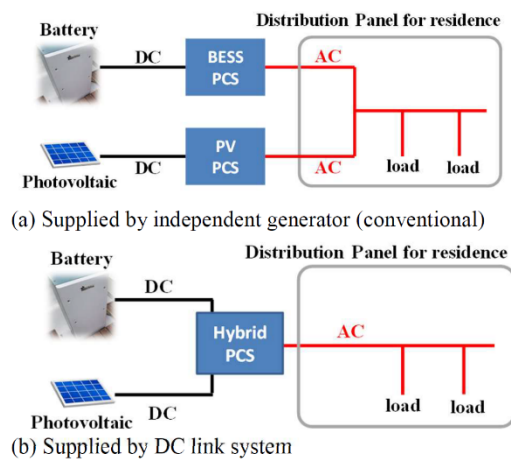 Distribution Panel for residence
Battery
DC
BESS
PCS
AC
Photovoltaic
DC
PV
PCS
AC
load
load
(a) Supplied by independent generator (conventional)
Distribution Panel for residence
Battery
DC
Hybrid
PCS
AC
Photovoltaic
DC
load
load
(b) Supplied by DC link system